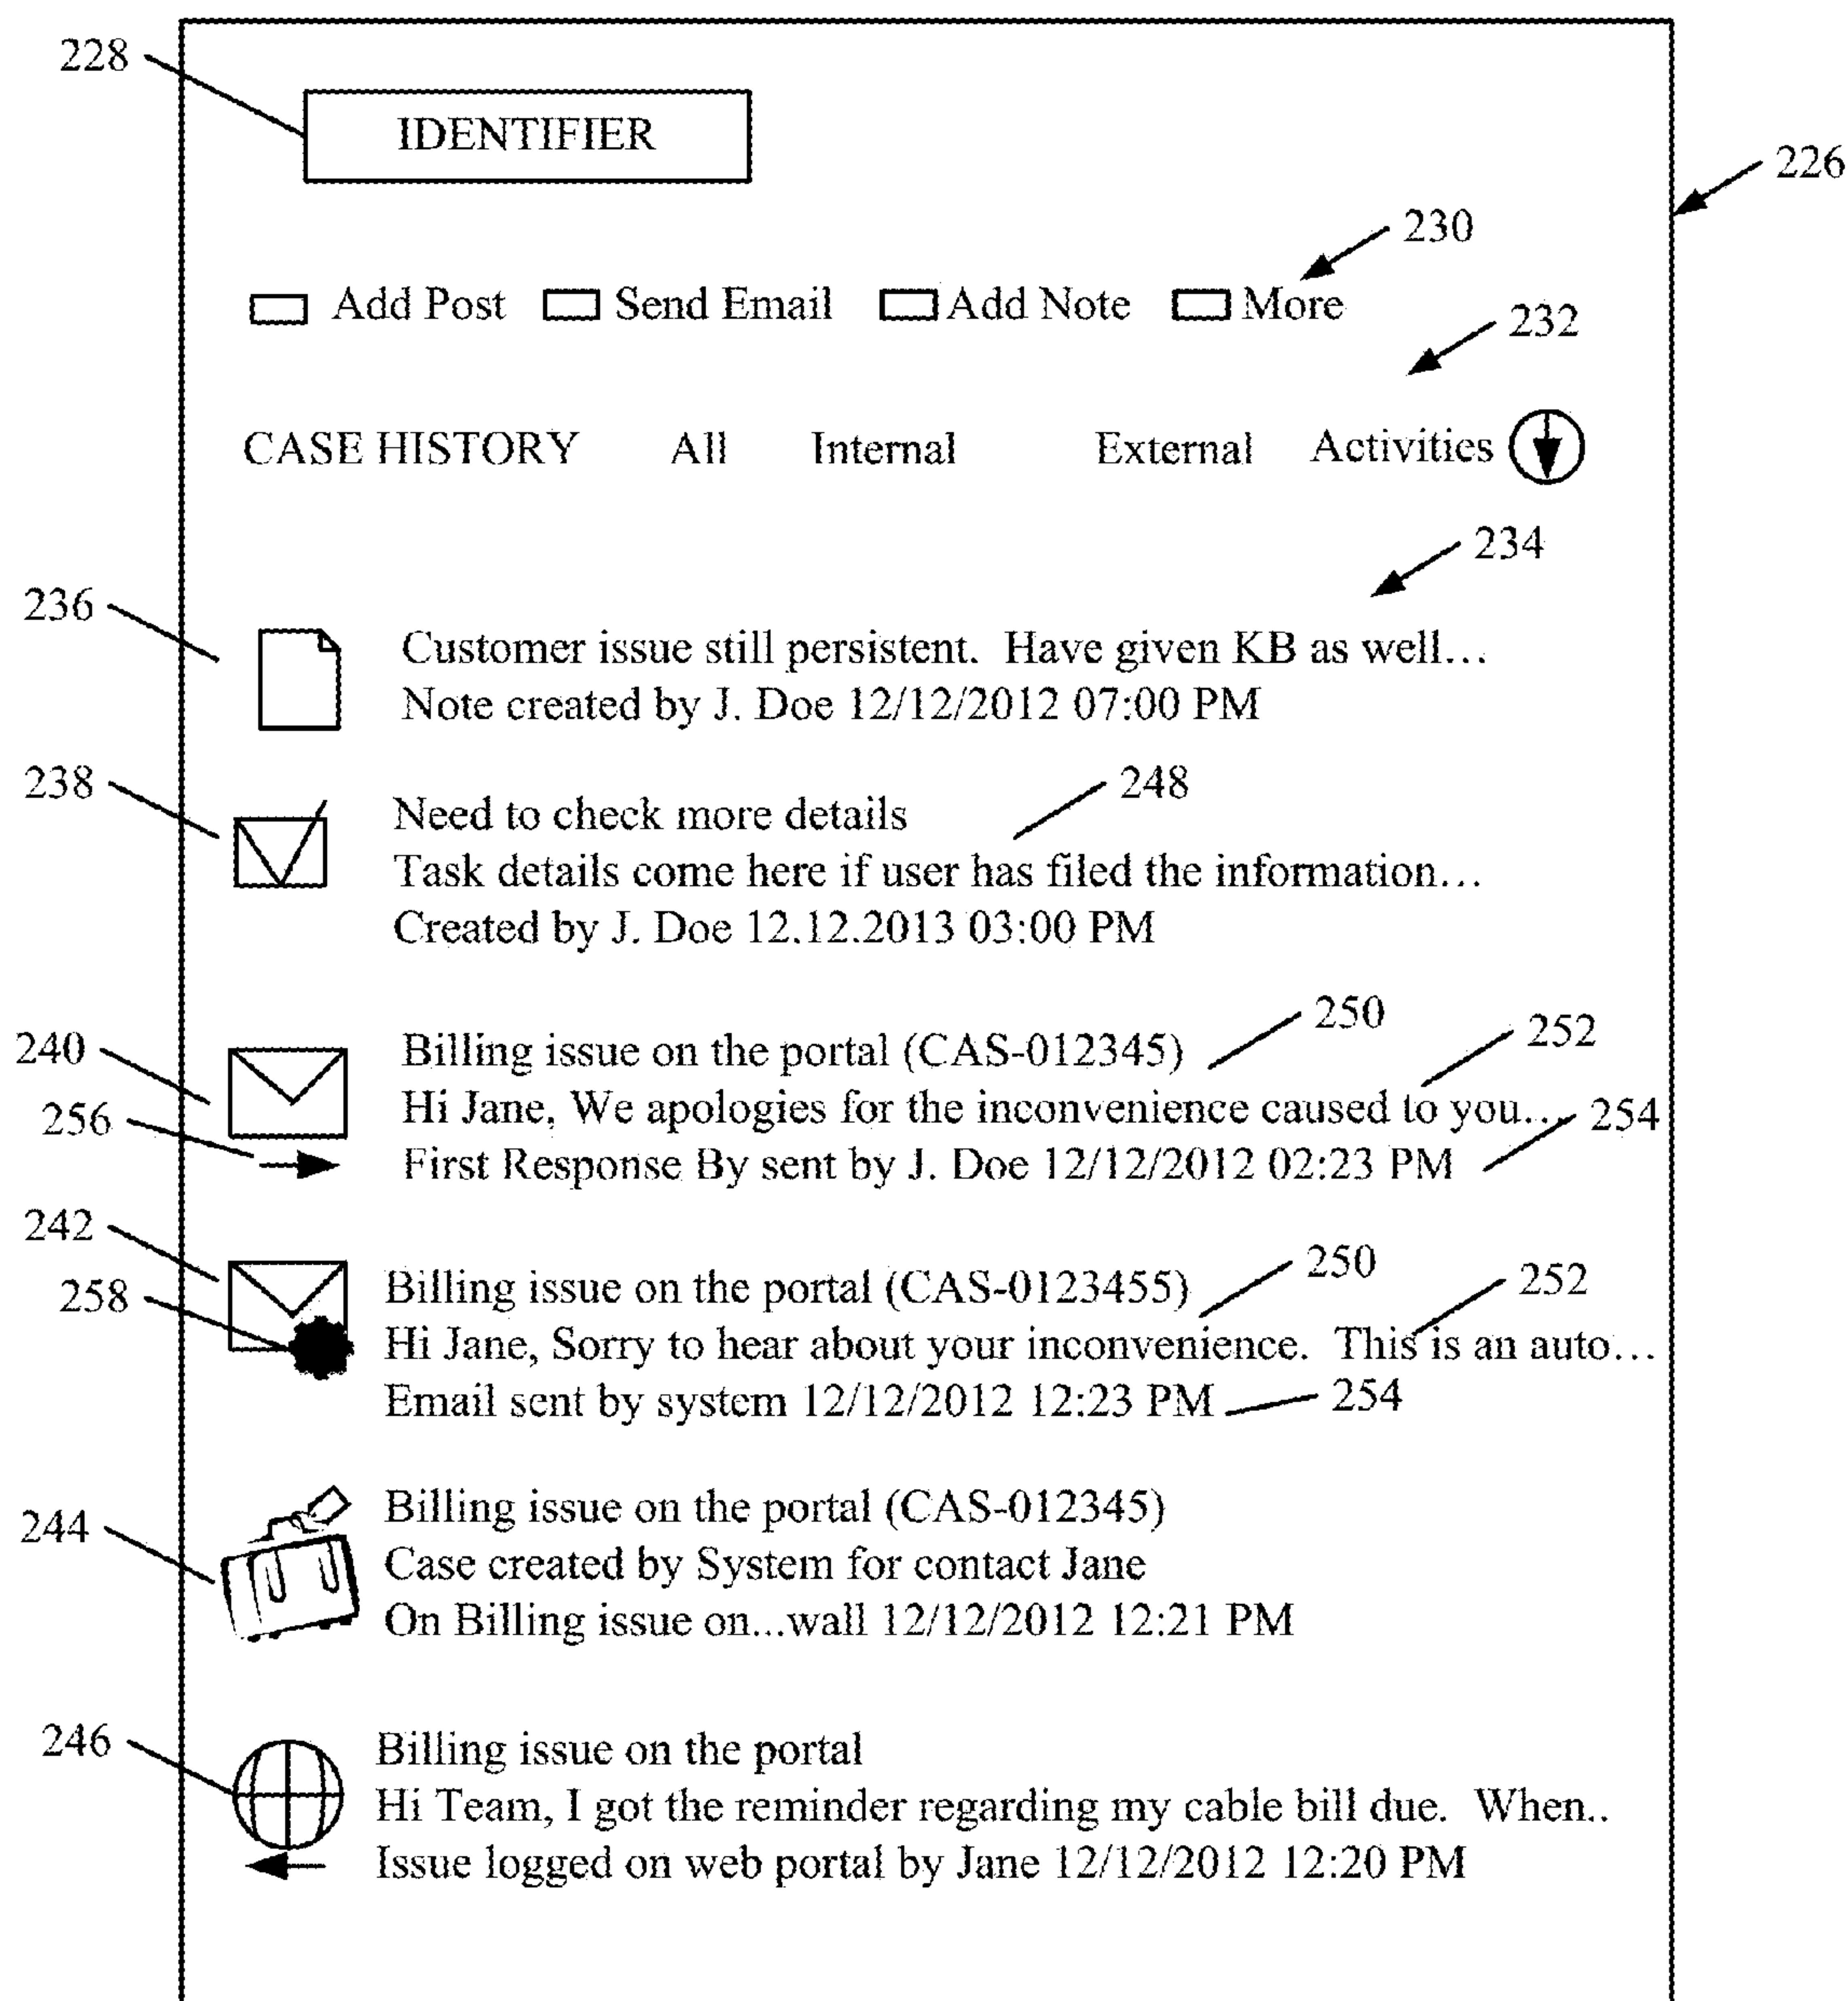 228
IDENTIFIER
226
230
Add Post Send Email Add Note More
232
CASE HISTORY All Internal External Activities
234
236
Customer issue still persistent. Have given KB as well...
Note created by J. Doe 12/12/2012 07:00 PM
238
248
Need to check more details
Task details come here if user has filed the information...
Created by J. Doe 12.12.2013 03:00 PM
250
252
240
Billing issue on the portal (CAS-012345)
256
Hi Jane, We apologies for the inconvenience caused to you...
254
First Response By sent by J. Doe 12/12/2012 02:23 PM
242
250
252
258
Billing issue on the portal (CAS-0123455)
Hi Jane, Sorry to hear about your inconvenience. This is an auto...
Email sent by system 12/12/2012 12:23 PM
254
244
Billing issue on the portal (CAS-012345)
Case created by System for contact Jane
On Billing issue on...wall 12/12/2012 12:21 PM
246
Billing issue on the portal
Hi Team, I got the reminder regarding my cable bill due. When..
Issue logged on web portal by Jane 12/12/2012 12:20 PM